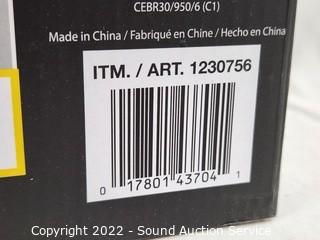 CEBR30/950/6 (C1)
Made in China / Fabriqué en Chine / Hecho en China
ITM. / ART. 1230756
0 17801 43704 1
Copyright 2022 - Sound Auction Service